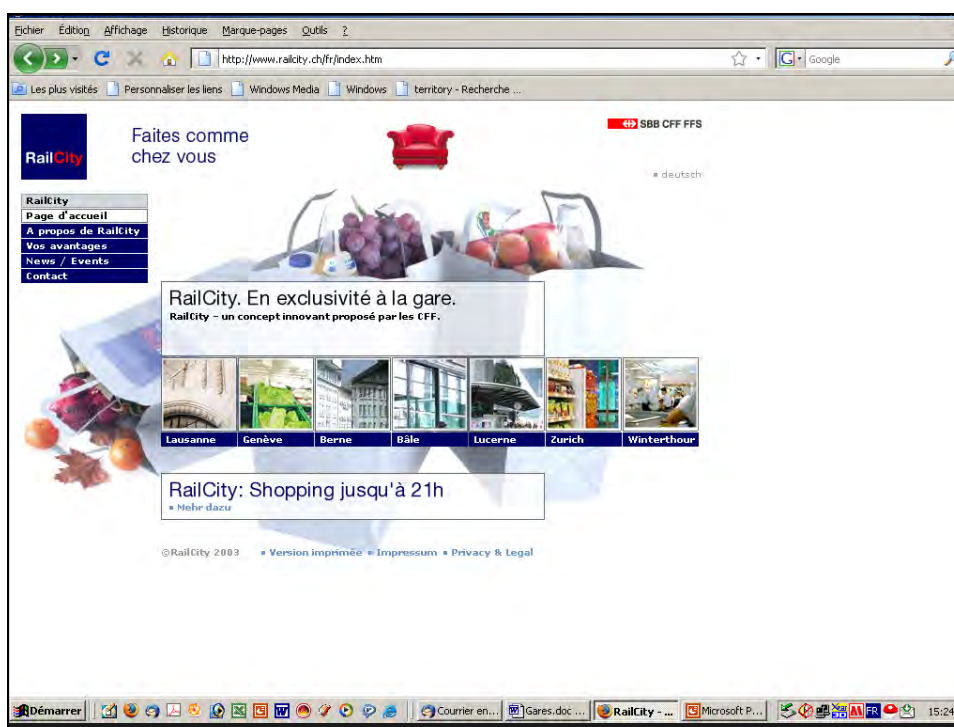 Fichier Édition Affichage Historique Marque-pages Outils ?
http://www.railcity.ch/fr/index.htm
Google
Les plus visités Personnaliser les liens Windows Media Windows territory - Recherche ...
RailCity
Faites comme
chez vous
SBB CFF FFS
deutsch
RailCity
Page d'accueil
A propos de RailCity
Vos avantages
News / Events
Contact
RailCity. En exclusivité à la gare.
RailCity - un concept innovant proposé par les CFF.
Lausanne Genève Berne Bâle Lucerne Zurich Winterthour
RailCity: Shopping jusqu'à 21h
Mehr dazu
©RailCity 2003 Version imprimée Impressum Privacy & Legal
Démarrer Courrier en... Gares.doc ... RailCity - ... Microsoft P... FR 15:24